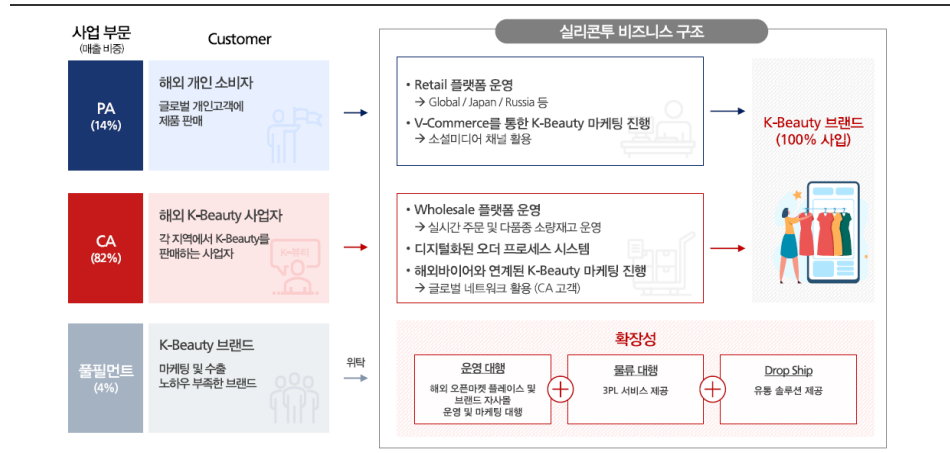 사업 부문
(매출 비중)
Customer
실리콘투 비즈니스 구조
PA
(14%)
해외 개인 소비자
글로벌 개인고객에
제품 판매
• Retail 플랫폼 운영
→ Global / Japan / Russia 등
• V-Commerce를 통한 K-Beauty 마케팅 진행
→ 소셜미디어 채널 활용
K-Beauty 브랜드
(100% 사입)
CA
(82%)
해외 K-Beauty 사업자
각 지역에서 K-Beauty를
판매하는 사업자
K-뷰티
• Wholesale 플랫폼 운영
→ 실시간 주문 및 다품종 소량재고 운영
• 디지털화된 오더 프로세스 시스템
• 해외바이어와 연계된 K-Beauty 마케팅 진행
→ 글로벌 네트워크 활용 (CA 고객)
풀필먼트
(4%)
K-Beauty 브랜드
마케팅 및 수출
노하우 부족한 브랜드
위탁
확장성
운영 대행
해외 오픈마켓 플레이스 및
브랜드 자사몰
운영 및 마케팅 대행
물류 대행
3PL 서비스 제공
Drop Ship
유통 솔루션 제공